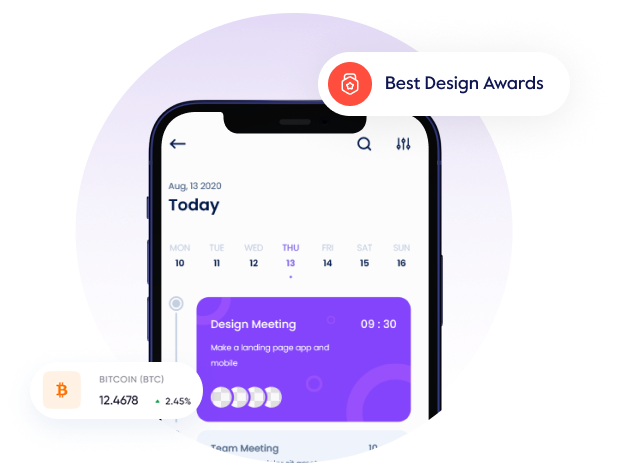 Best Design Awards
Aug, 13 2020
Today
MON TUE WED THU FRI SAT SUN
10 11 12 13 14 15 16
Design Meeting 09 : 30
Make a landing page app and
mobile
BITCOIN (BTC)
12.4678 2.45%
Team Meeting 10